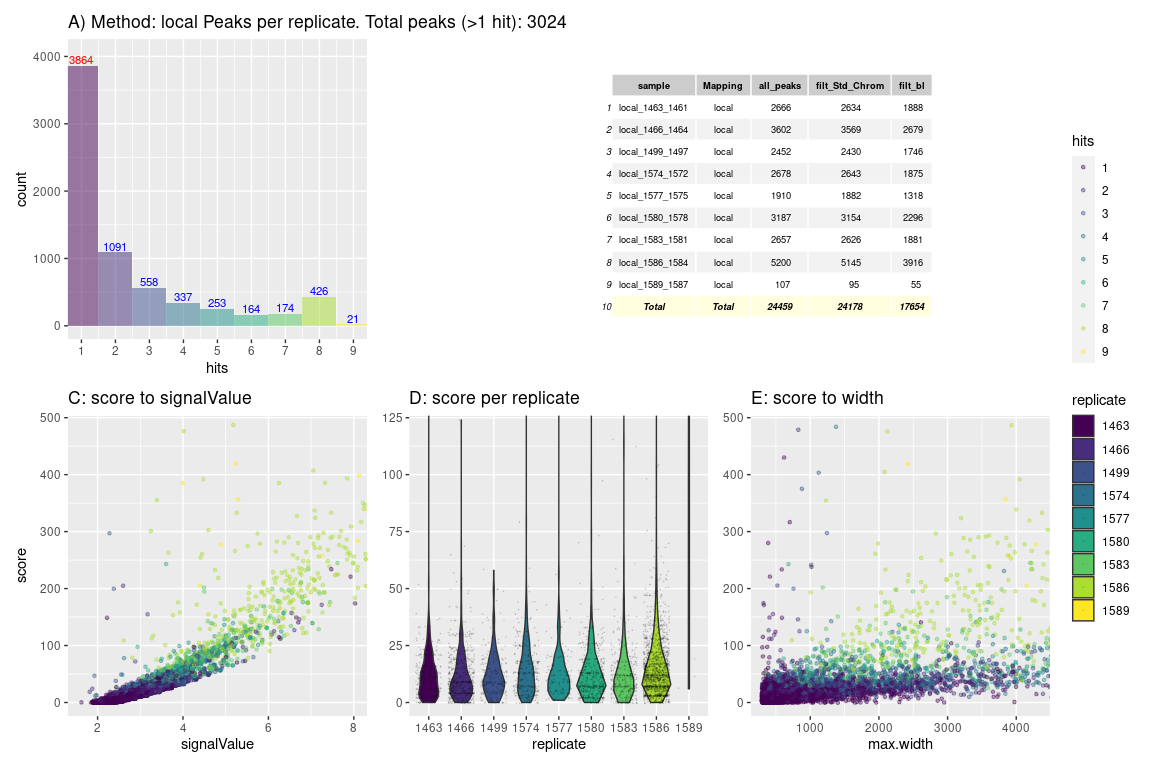 A) Method: local Peaks per replicate. Total peaks (>1 hit): 3024
4000
3000
2000
1000
0
count
3864
1091
558
337
253
164
174
426
21
1 2 3 4 5 6 7 8 9
hits
sample Mapping all_peaks filt_Std_Chrom filt_bl
1 local_1463_1461 local 2666 2634 1888
2 local_1466_1464 local 3602 3569 2679
3 local_1499_1497 local 2452 2430 1746
4 local_1574_1572 local 2678 2643 1875
5 local_1577_1575 local 1910 1882 1318
6 local_1580_1578 local 3187 3154 2296
7 local_1583_1581 local 2657 2626 1881
8 local_1586_1584 local 5200 5145 3916
9 local_1589_1587 local 107 95 55
10 Total Total 24459 24178 17654
hits
1
2
3
4
5
6
7
8
9
C: score to signalValue
500
400
300
200
100
0
score
2 4 6 8
signalValue
D: score per replicate
125
100
75
50
25
0
1463 1466 1499 1574 1577 1580 1583 1586 1589
replicate
E: score to width
500
400
300
200
100
0
1000 2000 3000 4000
max.width
replicate
1463
1466
1499
1574
1577
1580
1583
1586
1589